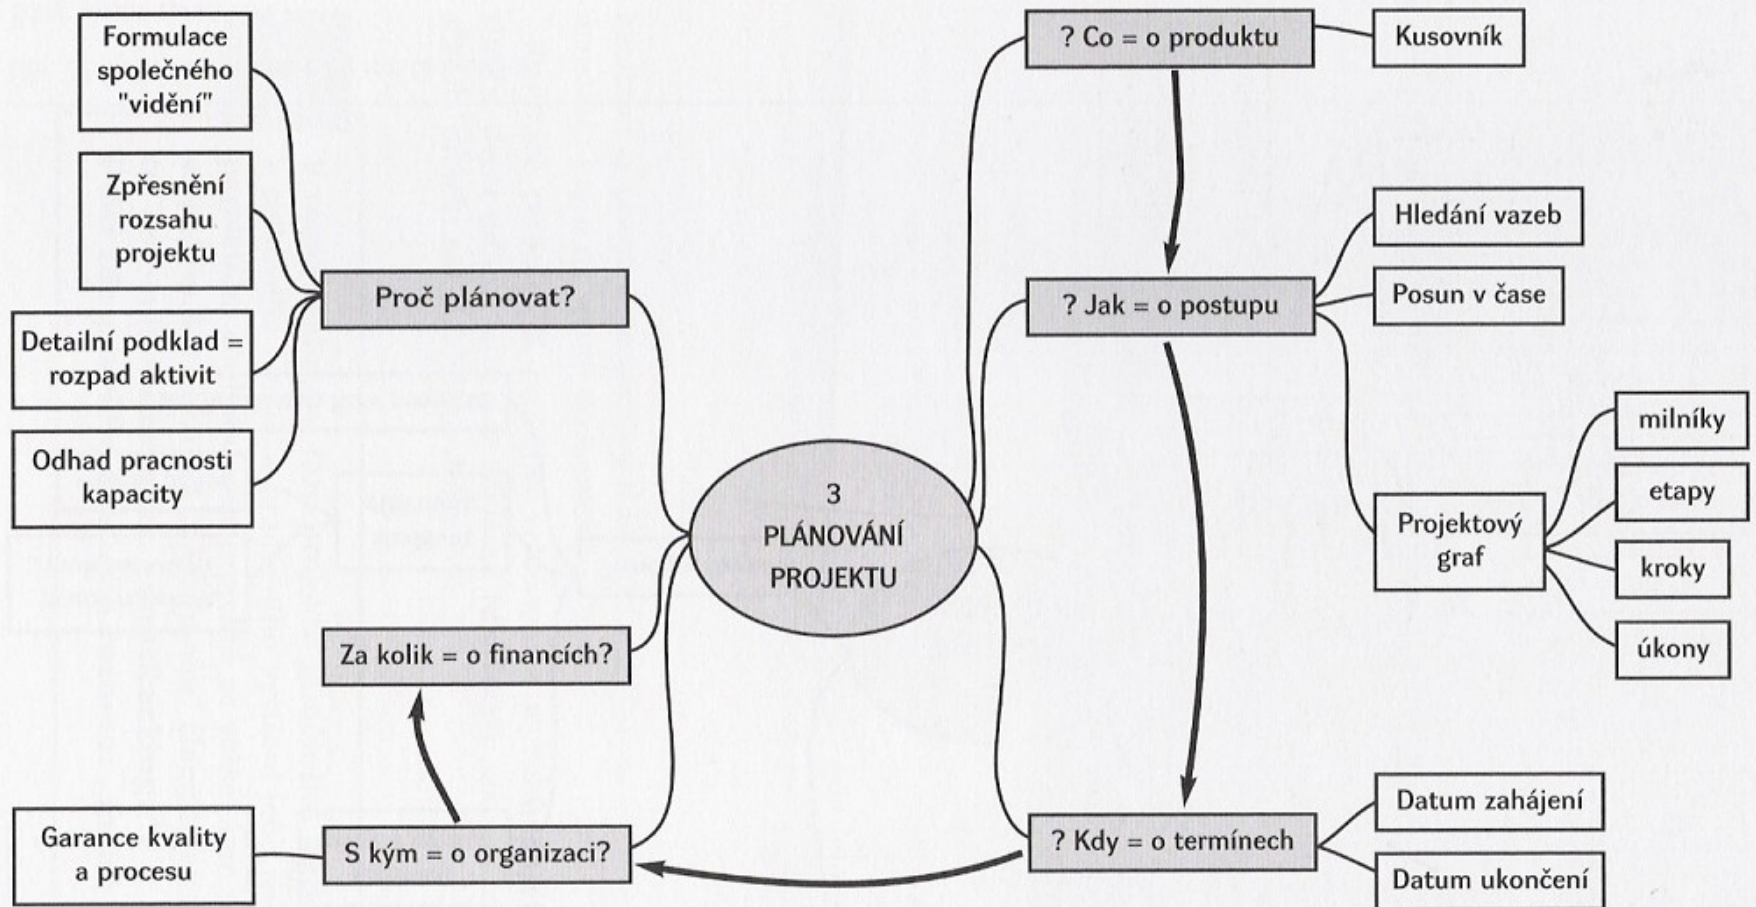 Formulace
společného
"vidění"
Zpřesnění
rozsahu
projektu
Detailní podklad =
rozpad aktivit
Odhad pracnosti
kapacity
Proč plánovat?
3
PLÁNOVÁNÍ
PROJEKTU
Za kolik = o financích?
S kým = o organizaci?
Garance kvality
a procesu
? Co = o produktu
Kusovník
? Jak = o postupu
Hledání vazeb
Posun v čase
Projektový
graf
milníky
etapy
kroky
úkony
? Kdy = o termínech
Datum zahájení
Datum ukončení